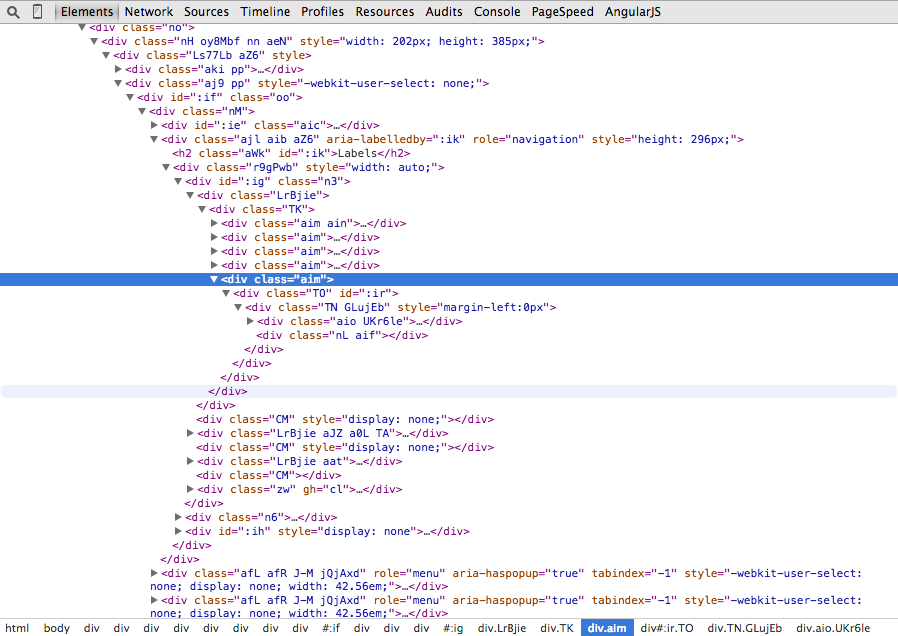 Elements Network Sources Timeline Profiles Resources Audits Console PageSpeed AngularJS
<div class="no">
<div class="nH oy8Mbf nn aeN" style="width: 202px; height: 385px;">
<div class="Ls77Lb aZ6" style>
<div class="aki pp">…</div>
<div class="aj9 pp" style="-webkit-user-select: none;">
<div id=":if" class="oo">
<div class="nM">
<div id=":ie" class="aic">…</div>
<div class="ajl aib aZ6" aria-labelledby=":ik" role="navigation" style="height: 296px;">
<h2 class="aWk" id=":ik">Labels</h2>
<div class="r9gPwb" style="width: auto;">
<div id=":ig" class="n3">
<div class="LrBjie">
<div class="TK">
<div class="aim ain">…</div>
<div class="aim">…</div>
<div class="aim">…</div>
<div class="aim">…</div>
<div class="aim">
<div class="TO" id=":ir">
<div class="TN GLujEb" style="margin-left:0px">
<div class="aio UKr6le">…</div>
<div class="nL aif"></div>
</div>
</div>
</div>
</div>
</div>
<div class="CM" style="display: none;"></div>
<div class="LrBjie aJZ a0L TA">…</div>
<div class="CM" style="display: none;"></div>
<div class="LrBjie aat">…</div>
<div class="CM"></div>
<div class="zw" gh="cl">…</div>
</div>
<div class="n6">…</div>
<div id=":ih" style="display: none">…</div>
</div>
</div>
<div class="afL afR J-M jQjAxd" role="menu" aria-haspopup="true" tabindex="-1" style="-webkit-user-select:
none; display: none; width: 42.56em;">…</div>
<div class="afL afR J-M jQjAxd" role="menu" aria-haspopup="true" tabindex="-1" style="-webkit-user-select:
none; display: none; width: 42.56em;">…</div>
html body div div div div div div div div #:if div div div #:ig div.LrBjie div.TK div.aim div#:ir.TO div.TN.GLujEb div.aio.UKr6le